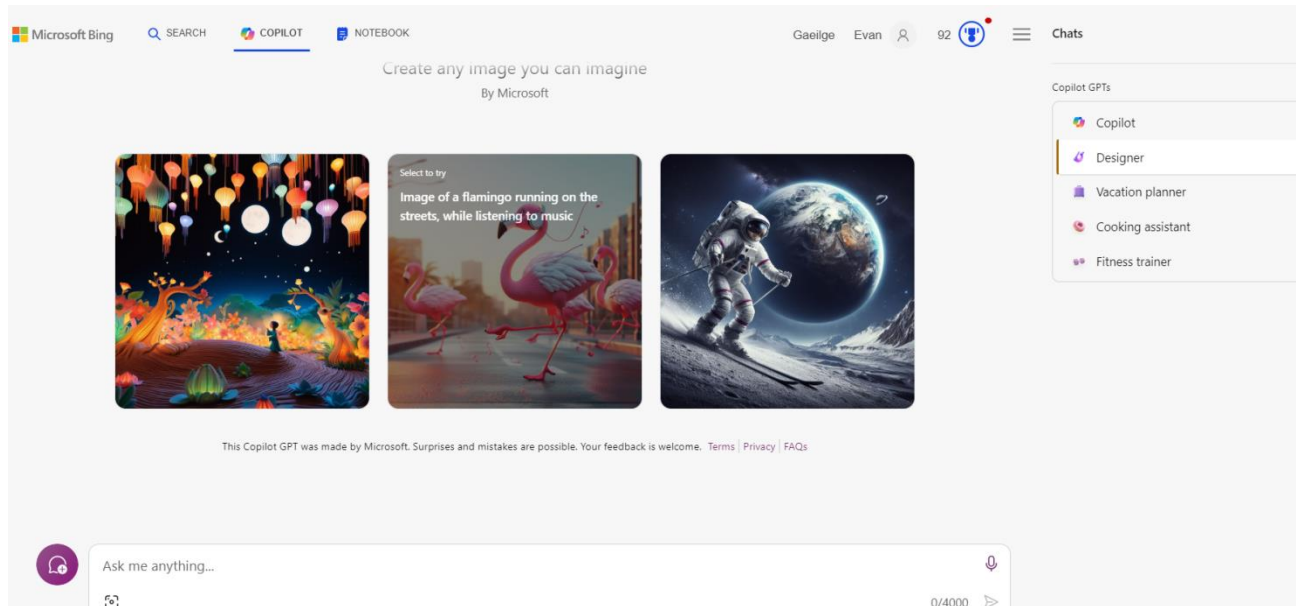 Microsoft Bing
SEARCH
COPILOT
NOTEBOOK
Gaeilge
Evan
92
Create any image you can imagine
By Microsoft
Select to try
Image of a flamingo running on the
streets, while listening to music
This Copilot GPT was made by Microsoft. Surprises and mistakes are possible. Your feedback is welcome. Terms | Privacy | FAQs
Ask me anything...
0/4000
Chats
Copilot GPTs
Copilot
Designer
Vacation planner
Cooking assistant
Fitness trainer